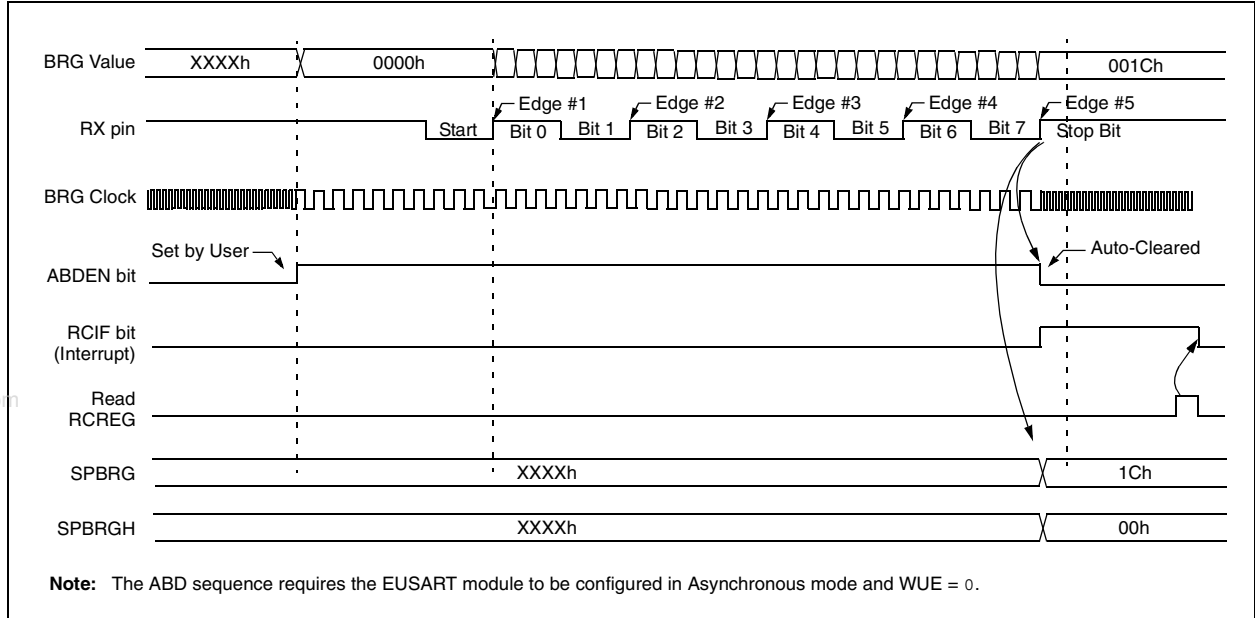 BRG Value XXXXh 0000h 001Ch
Edge #1 Edge #2 Edge #3 Edge #4 Edge #5
RX pin Start Bit 0 Bit 1 Bit 2 Bit 3 Bit 4 Bit 5 Bit 6 Bit 7 Stop Bit
BRG Clock
Set by User Auto-Cleared
ABDEN bit
RCIF bit
(Interrupt)
Read
RCREG
SPBRG XXXXh 1Ch
SPBRGH XXXXh 00h
Note: The ABD sequence requires the EUSART module to be configured in Asynchronous mode and WUE = 0.